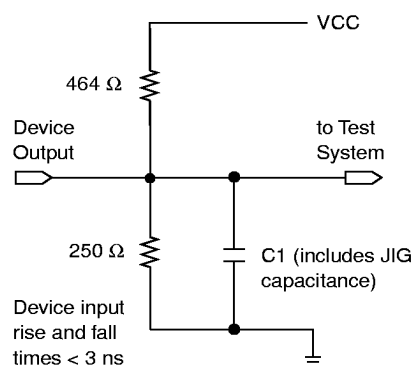 VCC
464 Ω
Device
Output
to Test
System
250 Ω
C1 (includes JIG
capacitance)
Device input
rise and fall
times < 3 ns